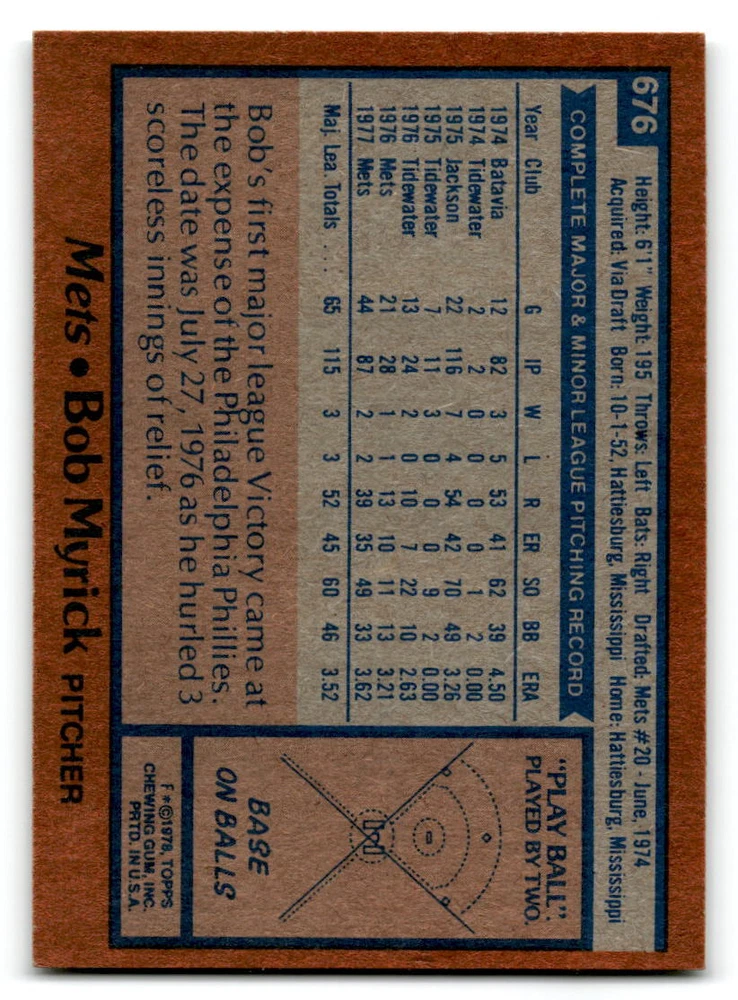 676
Height: 6'1" Weight: 195 Throws: Left Bats: Right Drafted: Mets #20 - June, 1974
Acquired: Via Draft Born: 10-1-52, Hattiesburg, Mississippi Home: Hattiesburg, Mississippi
COMPLETE MAJOR & MINOR LEAGUE PITCHING RECORD
Year Club G IP W L R ER SO BB ERA
1974 Batavia 12 82 3 5 53 41 62 39 4.50
1974 Tidewater 2 2 0 0 0 0 1 2 0.00
1975 Jackson 22 116 7 4 54 42 70 49 3.26
1975 Tidewater 7 11 3 0 0 0 9 2 0.00
1976 Tidewater 13 24 2 0 10 7 22 10 2.63
1976 Mets 21 28 1 1 13 10 11 13 3.21
1977 Mets 44 87 2 2 39 35 49 33 3.62
Maj. Lea. Totals .... 65 115 3 3 52 45 60 46 3.52
Bob's first major league Victory came at
the expense of the Philadelphia Phillies.
The date was July 27, 1976 as he hurled 3
scoreless innings of relief.
"PLAY BALL":
PLAYED BY TWO.
BASE
ON BALLS
F*©1978, TOPPS
CHEWING GUM, INC.
PRTD. IN U.S.A.
Mets • Bob Myrick PITCHER